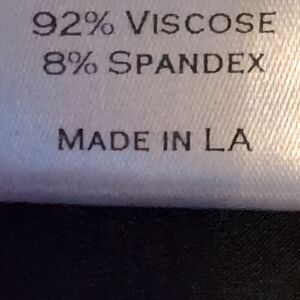 92% VISCOSE
8% SPANDEX
MADE IN LA